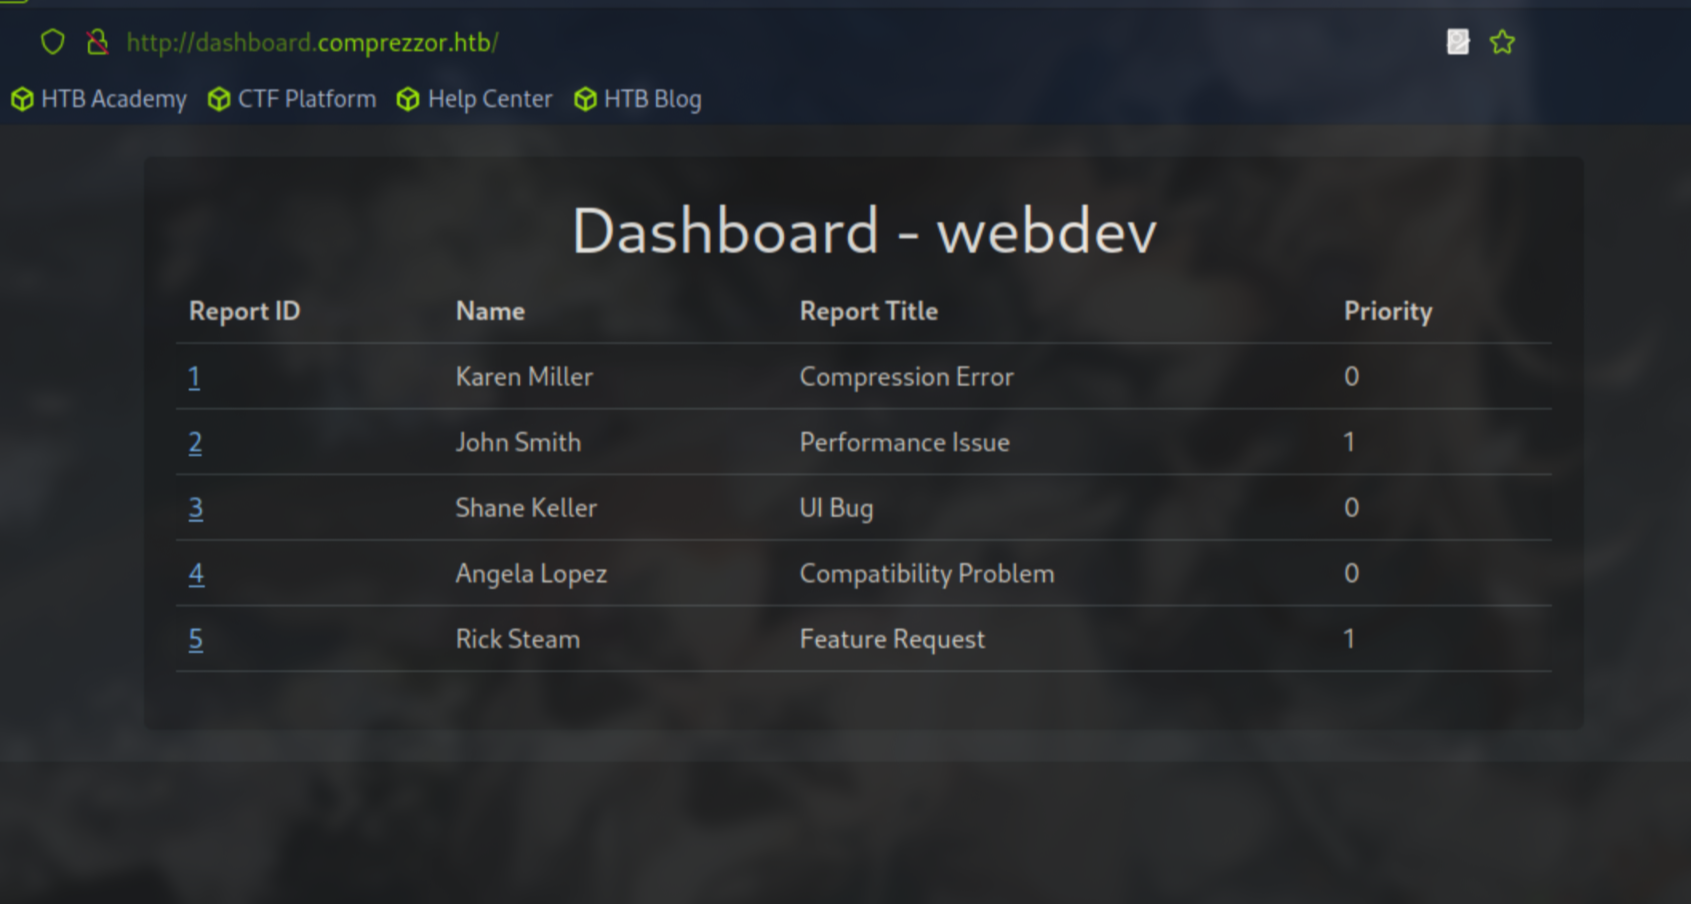 http://dashboard.comprezzor.htb/
HTB Academy CTF Platform Help Center HTB Blog
Dashboard - webdev
Report ID Name Report Title Priority
1 Karen Miller Compression Error 0
2 John Smith Performance Issue 1
3 Shane Keller UI Bug 0
4 Angela Lopez Compatibility Problem 0
5 Rick Steam Feature Request 1